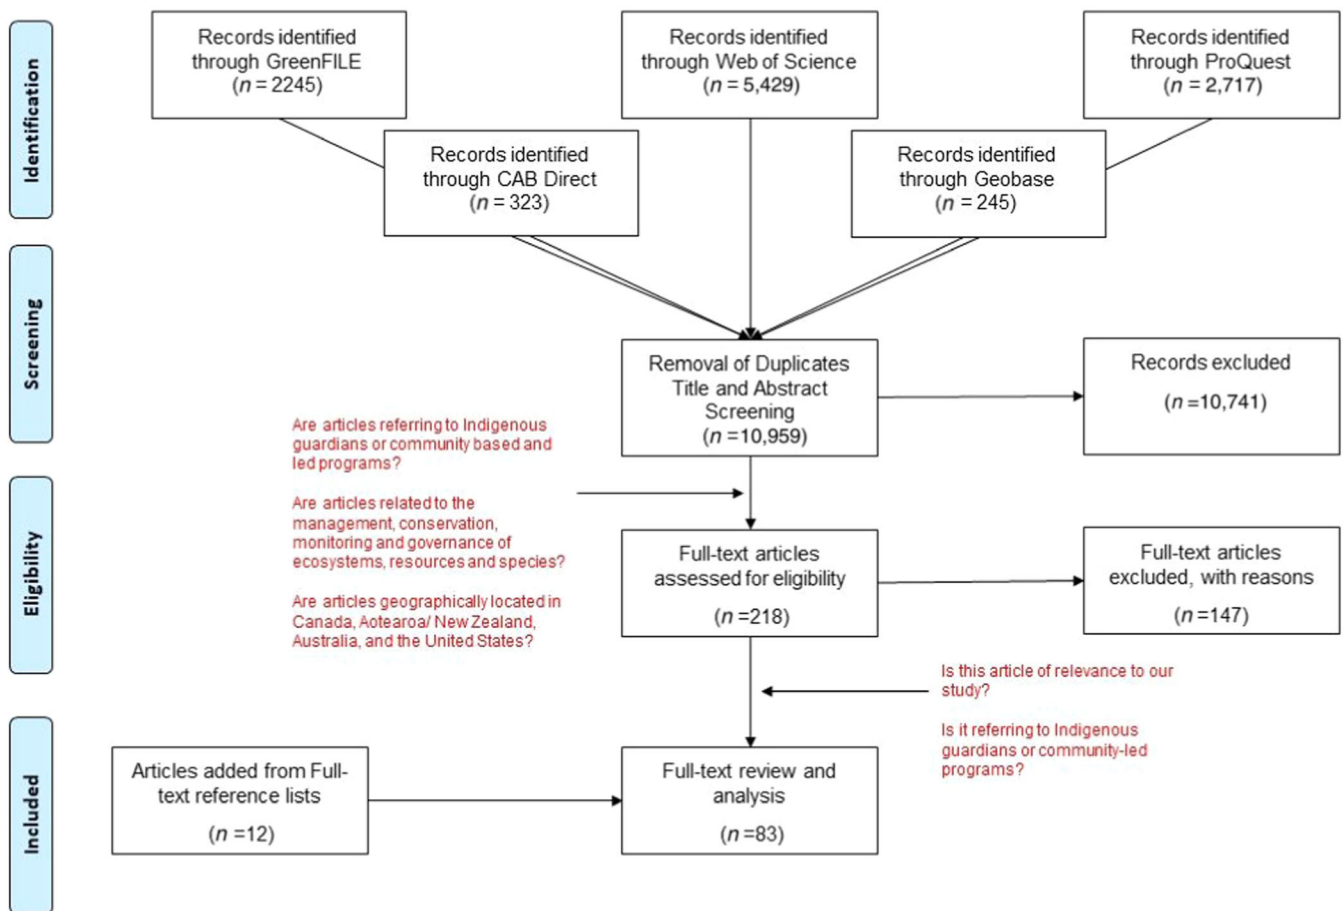 Identification
Records identified
through GreenFILE
(n = 2245)
Records identified
through Web of Science
(n = 5,429)
Records identified
through ProQuest
(n = 2,717)
Records identified
through CAB Direct
(n = 323)
Records identified
through Geobase
(n = 245)
Screening
Removal of Duplicates
Title and Abstract
Screening
(n =10,959)
Records excluded
(n =10,741)
Are articles referring to Indigenous
guardians or community based and
led programs?
Are articles related to the
management, conservation,
monitoring and governance of
ecosystems, resources and species?
Are articles geographically located in
Canada, Aotearoa/ New Zealand,
Australia, and the United States?
Eligibility
Full-text articles
assessed for eligibility
(n =218)
Full-text articles
excluded, with reasons
(n =147)
Is this article of relevance to our
study?
Is it referring to Indigenous
guardians or community-led
programs?
Included
Articles added from Full-
text reference lists
(n =12)
Full-text review and
analysis
(n =83)